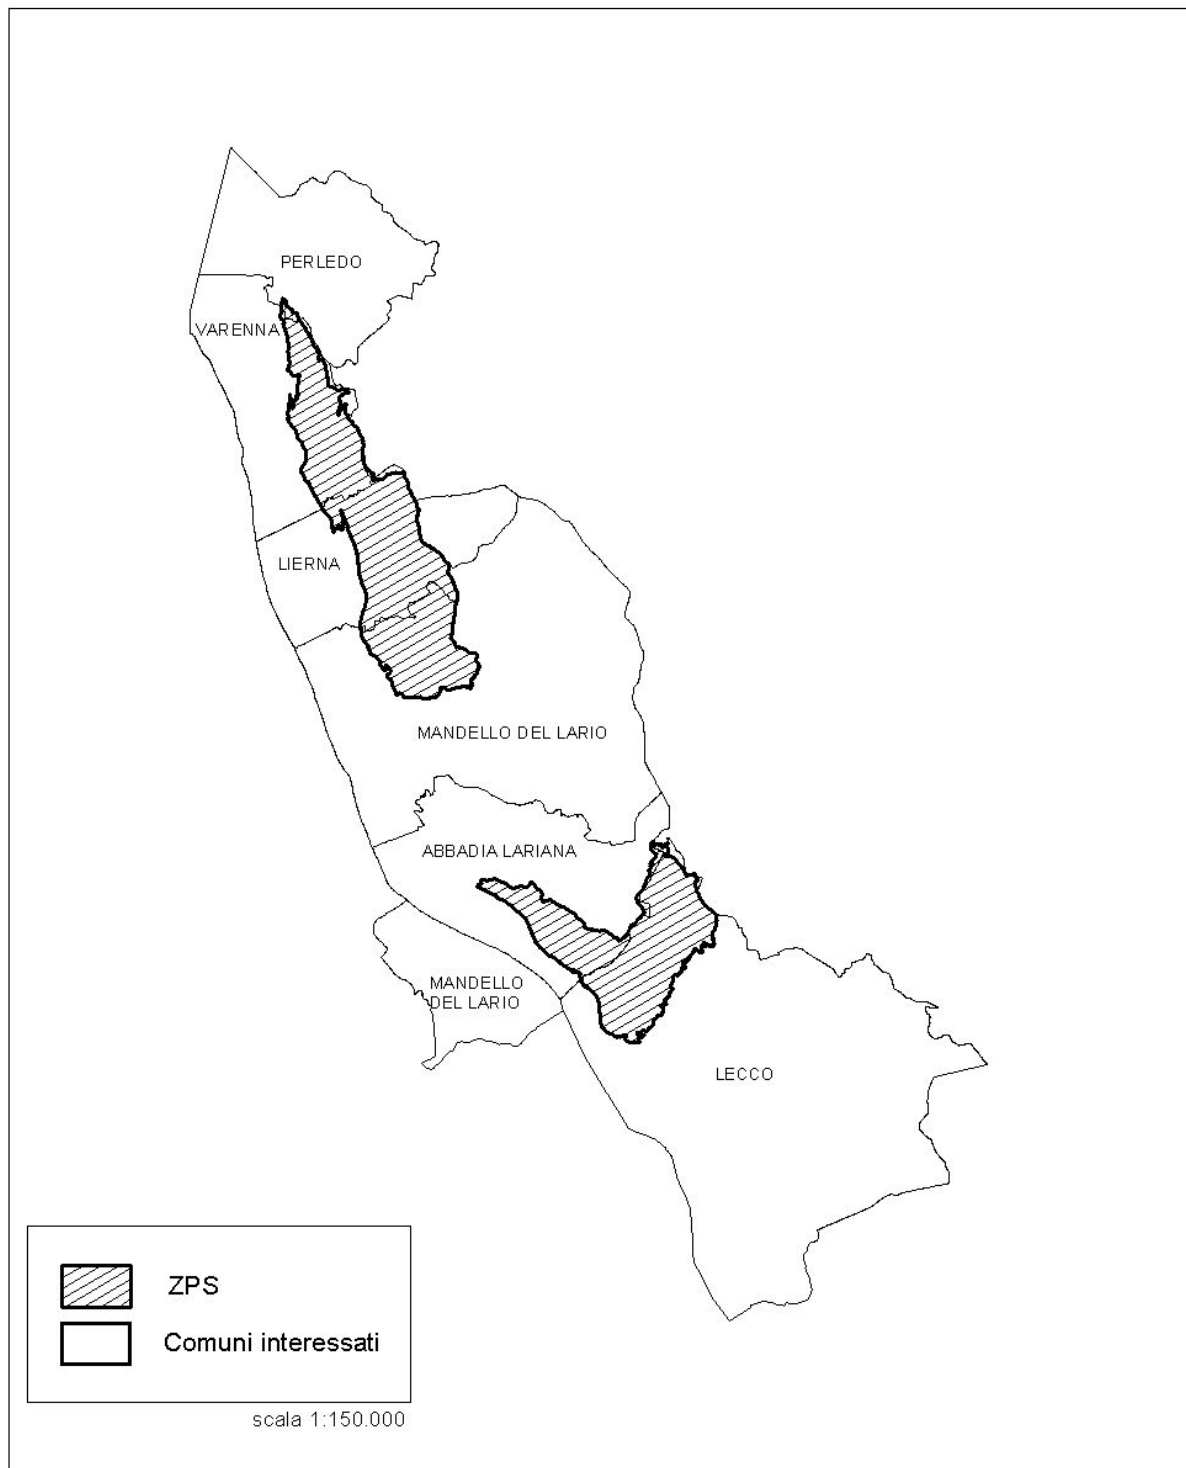 PERLEDO
VARENNA
LIERNA
MANDELLO DEL LARIO
ABBADIA LARIANA
MANDELLO
DEL LARIO
LECCO
ZPS
Comuni interessati
scala 1:150.000